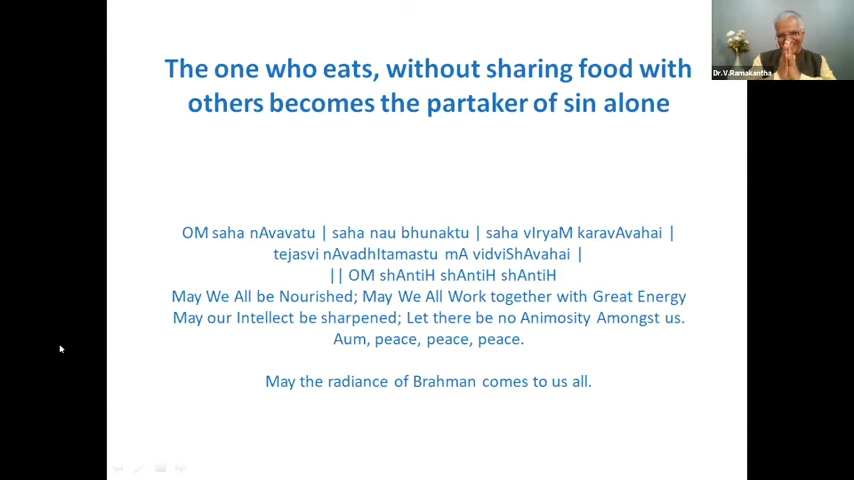 The one who eats, without sharing food with
others becomes the partaker of sin alone
Dr.V.Ramakantha
OM saha nAvavatu | saha nau bhunaktu | saha vIryaM karavAvahai |
tejasvi nAvadhItamastu mA vidviShAvahai |
|| OM shAntiH shAntiH shAntiH
May We All be Nourished; May We All Work together with Great Energy
May our Intellect be sharpened; Let there be no Animosity Amongst us.
Aum, peace, peace, peace.
May the radiance of Brahman comes to us all.